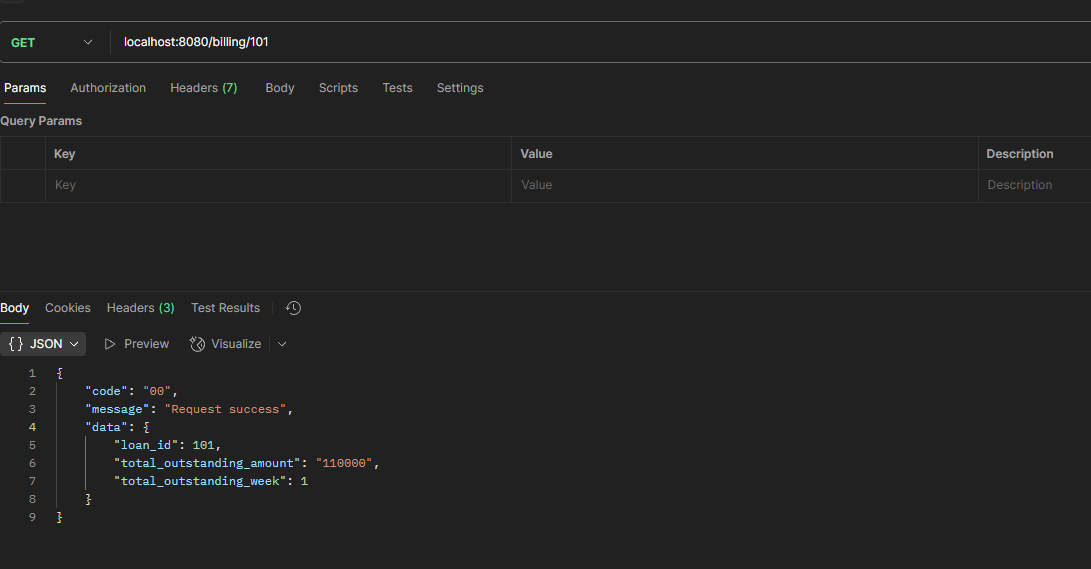 GET localhost:8080/billing/101
Params Authorization Headers (7) Body Scripts Tests Settings
Query Params
Key Value Description
Key Value Description
Body Cookies Headers (3) Test Results
{ } JSON Preview Visualize
1 {
2 "code": "00",
3 "message": "Request success",
4 "data": {
5 "loan_id": 101,
6 "total_outstanding_amount": "110000",
7 "total_outstanding_week": 1
8 }
9 }